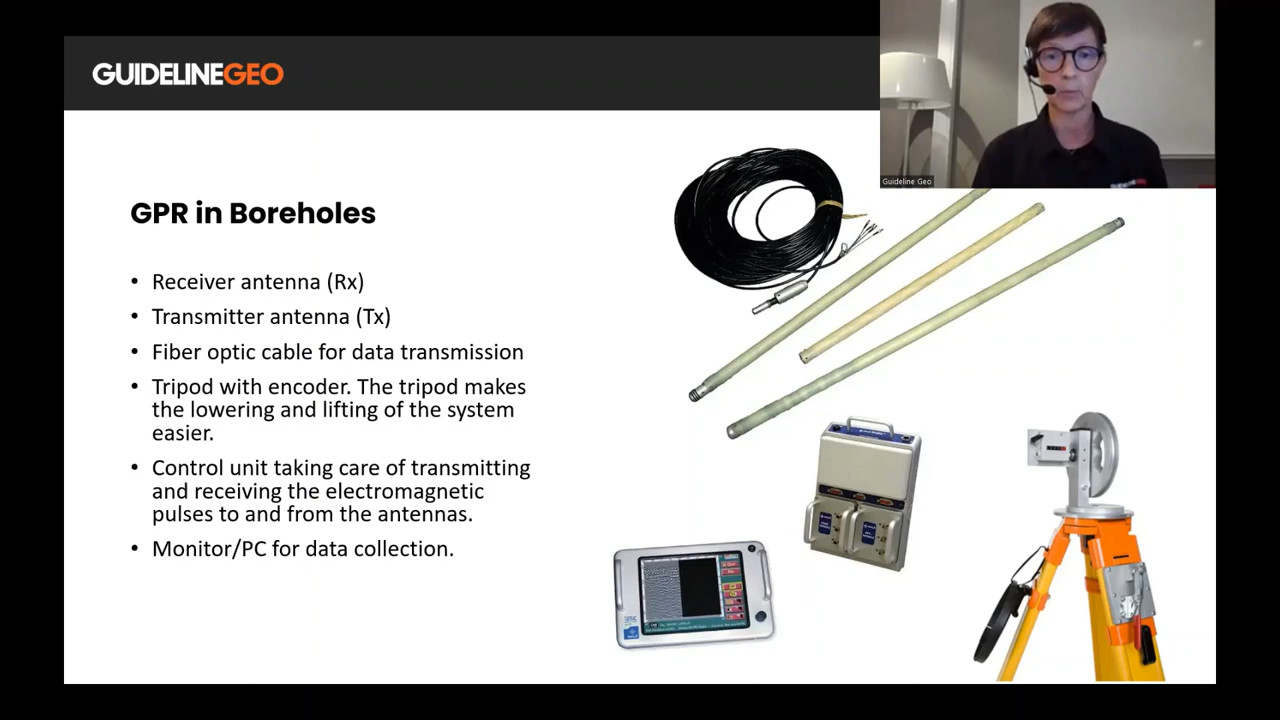 GUIDELINEGEO
Guideline Geo
GPR in Boreholes
• Receiver antenna (Rx)
• Transmitter antenna (Tx)
• Fiber optic cable for data transmission
• Tripod with encoder. The tripod makes
the lowering and lifting of the system
easier.
• Control unit taking care of transmitting
and receiving the electromagnetic
pulses to and from the antennas.
• Monitor/PC for data collection.